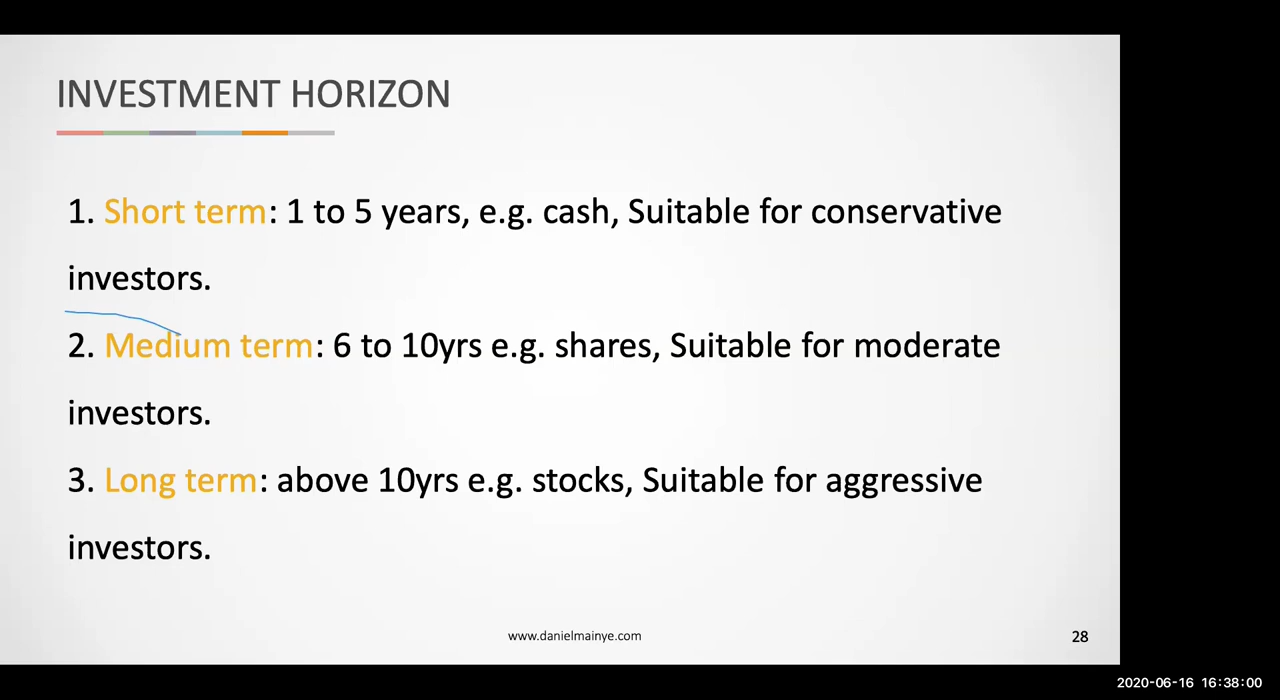 INVESTMENT HORIZON
1. Short term: 1 to 5 years, e.g. cash, Suitable for conservative
investors.
2. Medium term: 6 to 10yrs e.g. shares, Suitable for moderate
investors.
3. Long term: above 10yrs e.g. stocks, Suitable for aggressive
investors.
www.danielmainye.com
28
2020-06-16 16:38:00